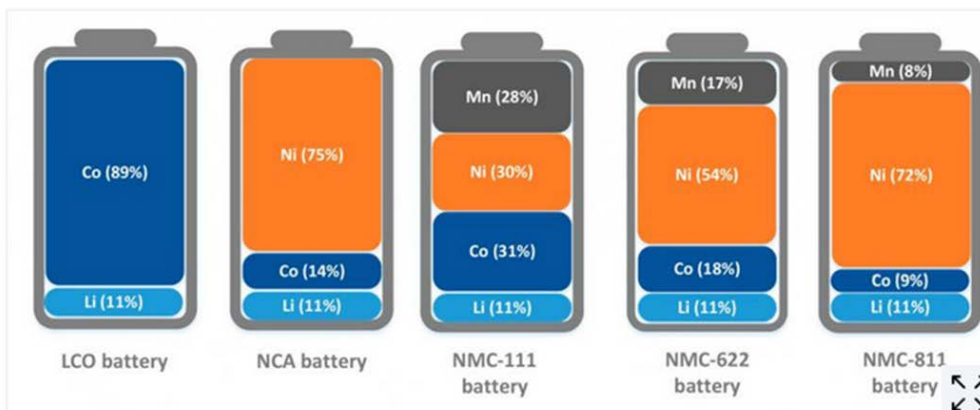 Co (89%)
Li (11%)
LCO battery
Ni (75%)
Co (14%)
Li (11%)
NCA battery
Mn (28%)
Ni (30%)
Co (31%)
Li (11%)
NMC-111
battery
Mn (17%)
Ni (54%)
Co (18%)
Li (11%)
NMC-622
battery
Mn (8%)
Ni (72%)
Co (9%)
Li (11%)
NMC-811
battery